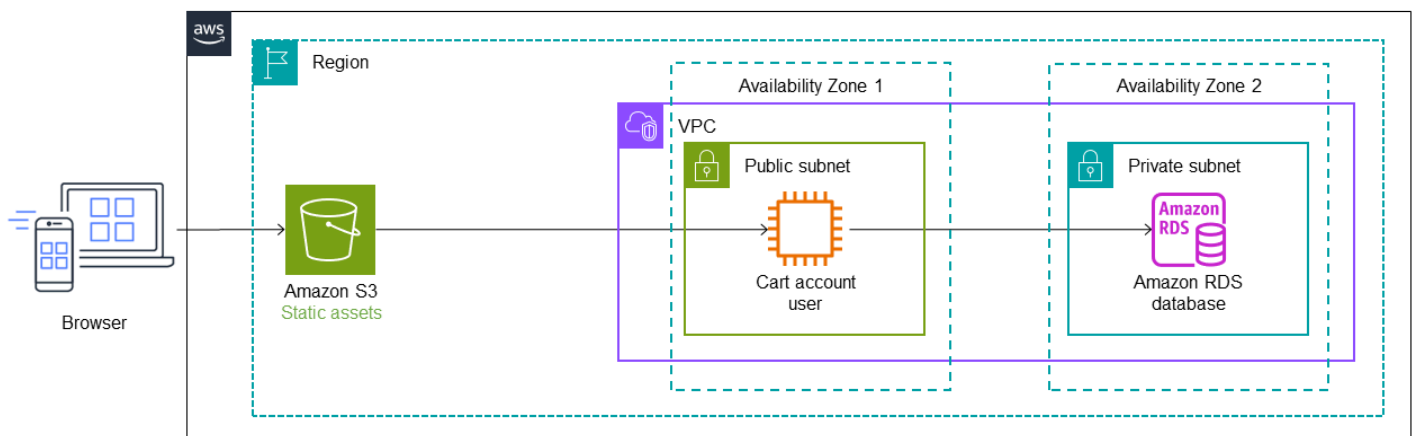 aws
Region
Availability Zone 1
Availability Zone 2
VPC
Public subnet
Private subnet
Amazon
RDS
Amazon S3
Static assets
Cart account
user
Amazon RDS
database
Browser